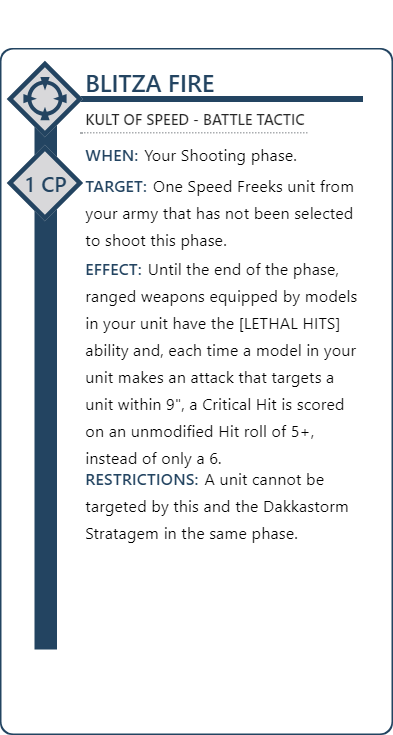 BLITZA FIRE
KULT OF SPEED - BATTLE TACTIC
1 CP
WHEN: Your Shooting phase.
TARGET: One Speed Freeks unit from
your army that has not been selected
to shoot this phase.
EFFECT: Until the end of the phase,
ranged weapons equipped by models
in your unit have the [LETHAL HITS]
ability and, each time a model in your
unit makes an attack that targets a
unit within 9", a Critical Hit is scored
on an unmodified Hit roll of 5+,
instead of only a 6.
RESTRICTIONS: A unit cannot be
targeted by this and the Dakkastorm
Stratagem in the same phase.